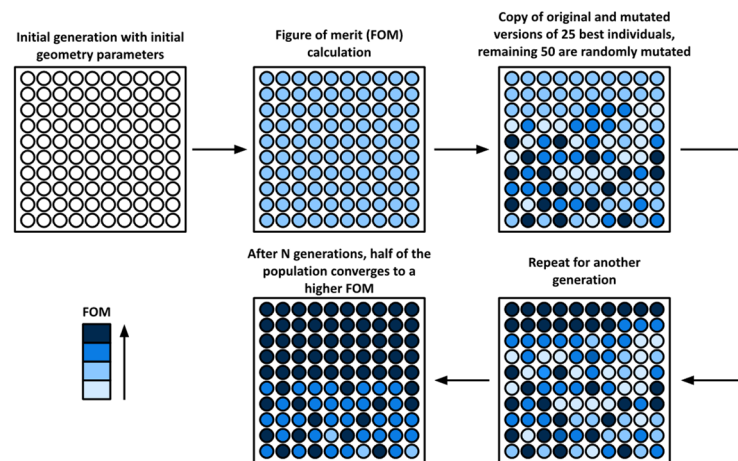 Initial generation with initial
geometry parameters
Figure of merit (FOM)
calculation
Copy of original and mutated
versions of 25 best individuals,
remaining 50 are randomly mutated
After N generations, half of the
population converges to
a higher FOM
Repeat for another
generation
FOM